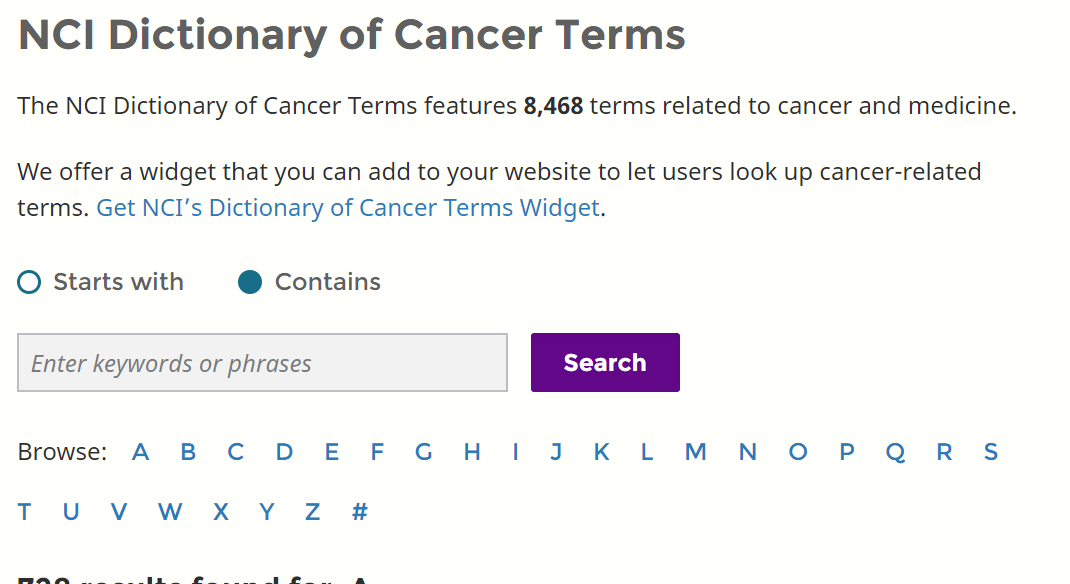 NCI Dictionary of Cancer Terms
The NCI Dictionary of Cancer Terms features 8,468 terms related to cancer and medicine.
We offer a widget that you can add to your website to let users look up cancer-related
terms. Get NCI’s Dictionary of Cancer Terms Widget.
Starts with Contains
Enter keywords or phrases Search
Browse: A B C D E F G H I J K L M N O P Q R S
T U V W X Y Z #
results found for: A